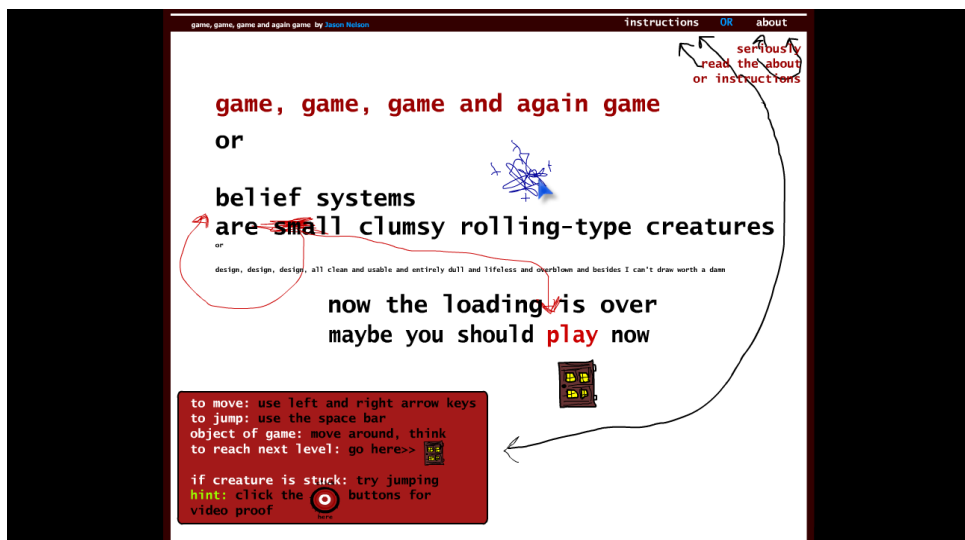 game, game, game and again game by Jason Nelson
instructions OR about
seriously
read the about
or instructions
game, game, game and again game
or
belief systems
are small clumsy rolling-type creatures
or
design, design, design, all clean and usable and entirely dull and lifeless and overblown and besides I can't draw worth a damn
now the loading is over
maybe you should play now
to move: use left and right arrow keys
to jump: use the space bar
object of game: move around, think
to reach next level: go here>>
if creature is stuck: try jumping
hint: click the buttons for
video proof
here